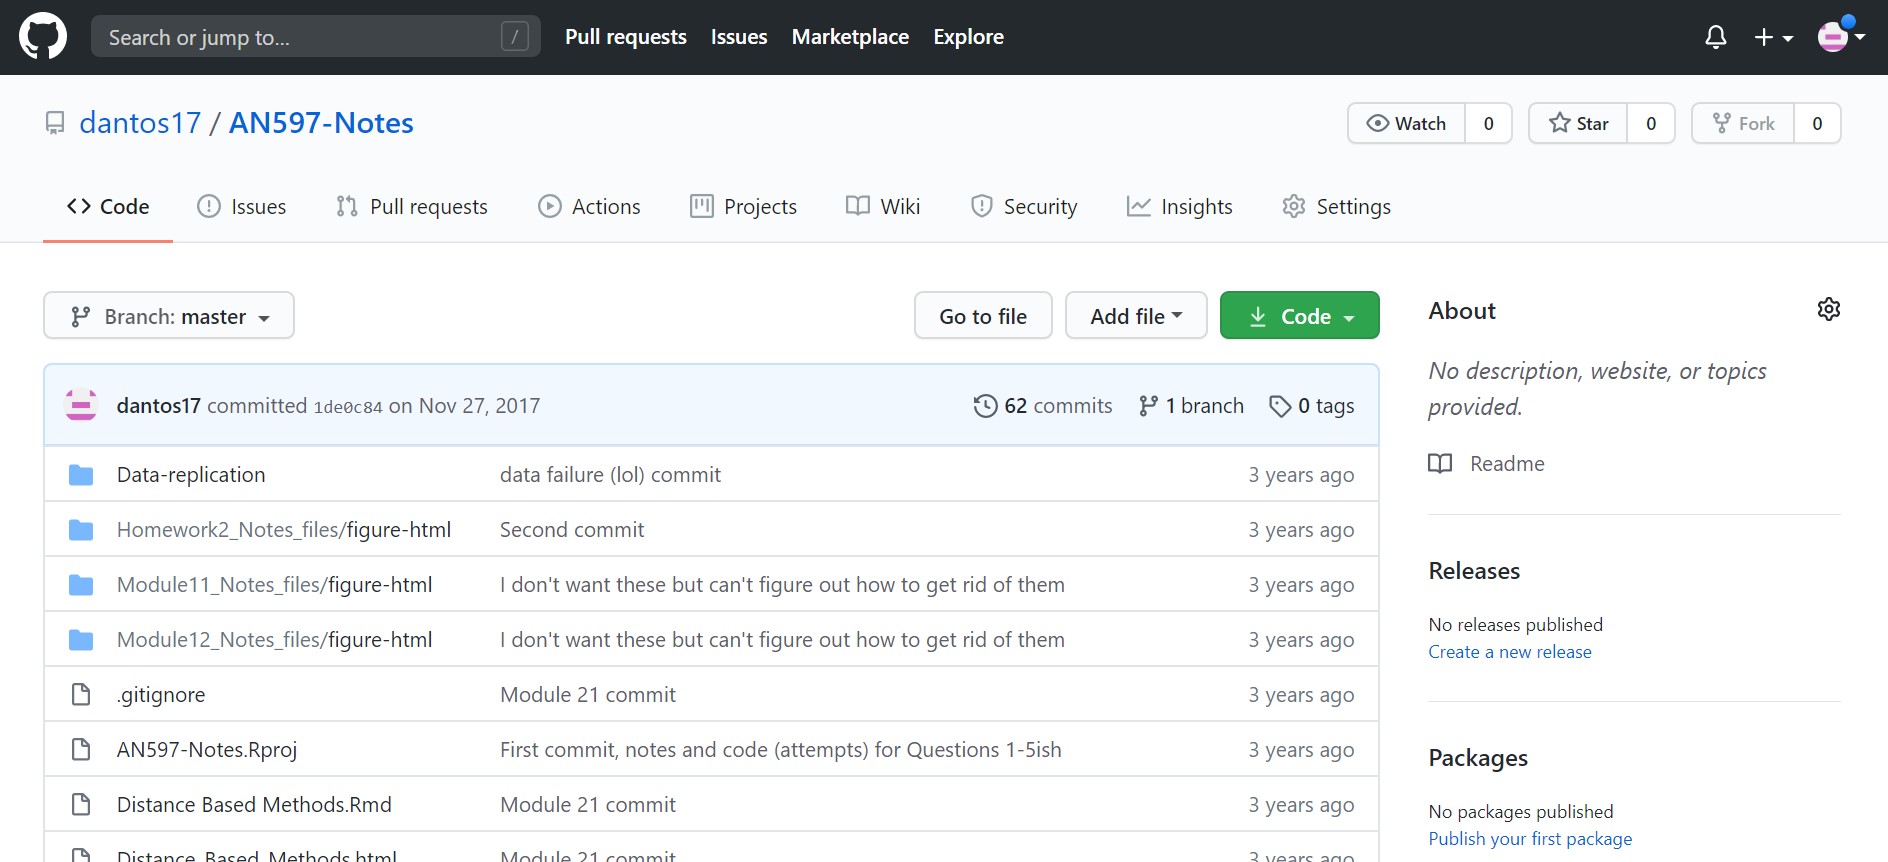 Search or jump to... /
Pull requests Issues Marketplace Explore
dantos17 / AN597-Notes
Watch 0 Star 0 Fork 0
Code Issues Pull requests Actions Projects Wiki Security Insights Settings
Branch: master
Go to file Add file Code
dantos17 committed 1de0c84 on Nov 27, 2017 62 commits 1 branch 0 tags
Data-replication data failure (lol) commit 3 years ago
Homework2_Notes_files/figure-html Second commit 3 years ago
Module11_Notes_files/figure-html I don't want these but can't figure out how to get rid of them 3 years ago
Module12_Notes_files/figure-html I don't want these but can't figure out how to get rid of them 3 years ago
.gitignore Module 21 commit 3 years ago
AN597-Notes.Rproj First commit, notes and code (attempts) for Questions 1-5ish 3 years ago
Distance Based Methods.Rmd Module 21 commit 3 years ago
Distance_Based_Methods.html Module 21 commit 3 years ago
About
No description, website, or topics
provided.
Readme
Releases
No releases published
Create a new release
Packages
No packages published
Publish your first package